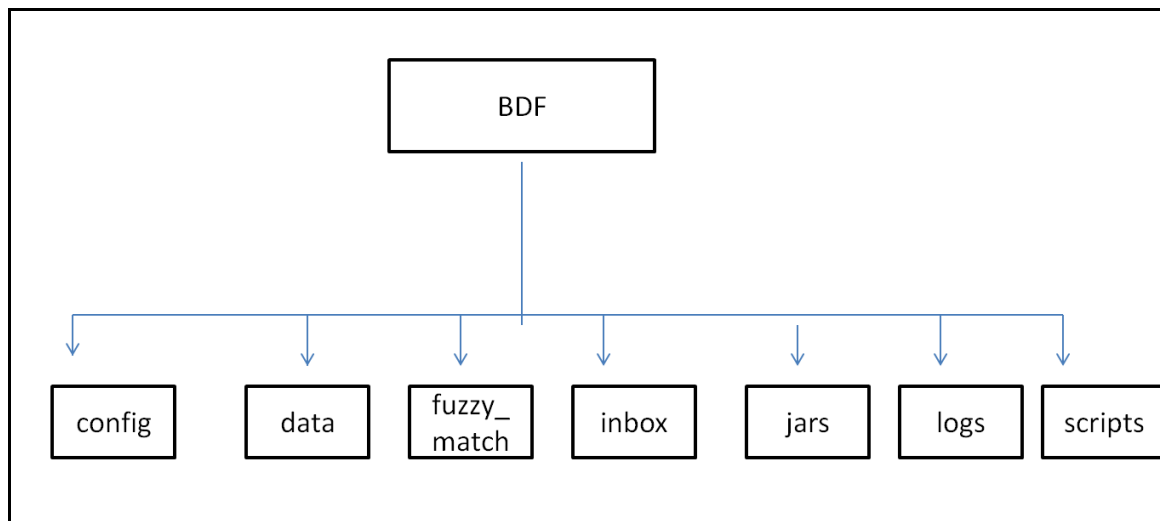 BDF
config
data
fuzzy_
match
inbox
jars
logs
scripts